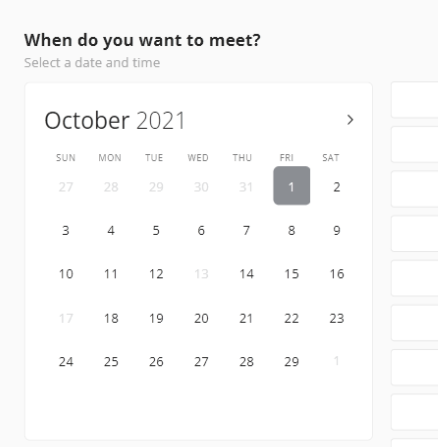 When do you want to meet?
Select a date and time
October 2021 >
SUN MON TUE WED THU FRI SAT
27 28 29 30 31 1 2
3 4 5 6 7 8 9
10 11 12 13 14 15 16
17 18 19 20 21 22 23
24 25 26 27 28 29 1